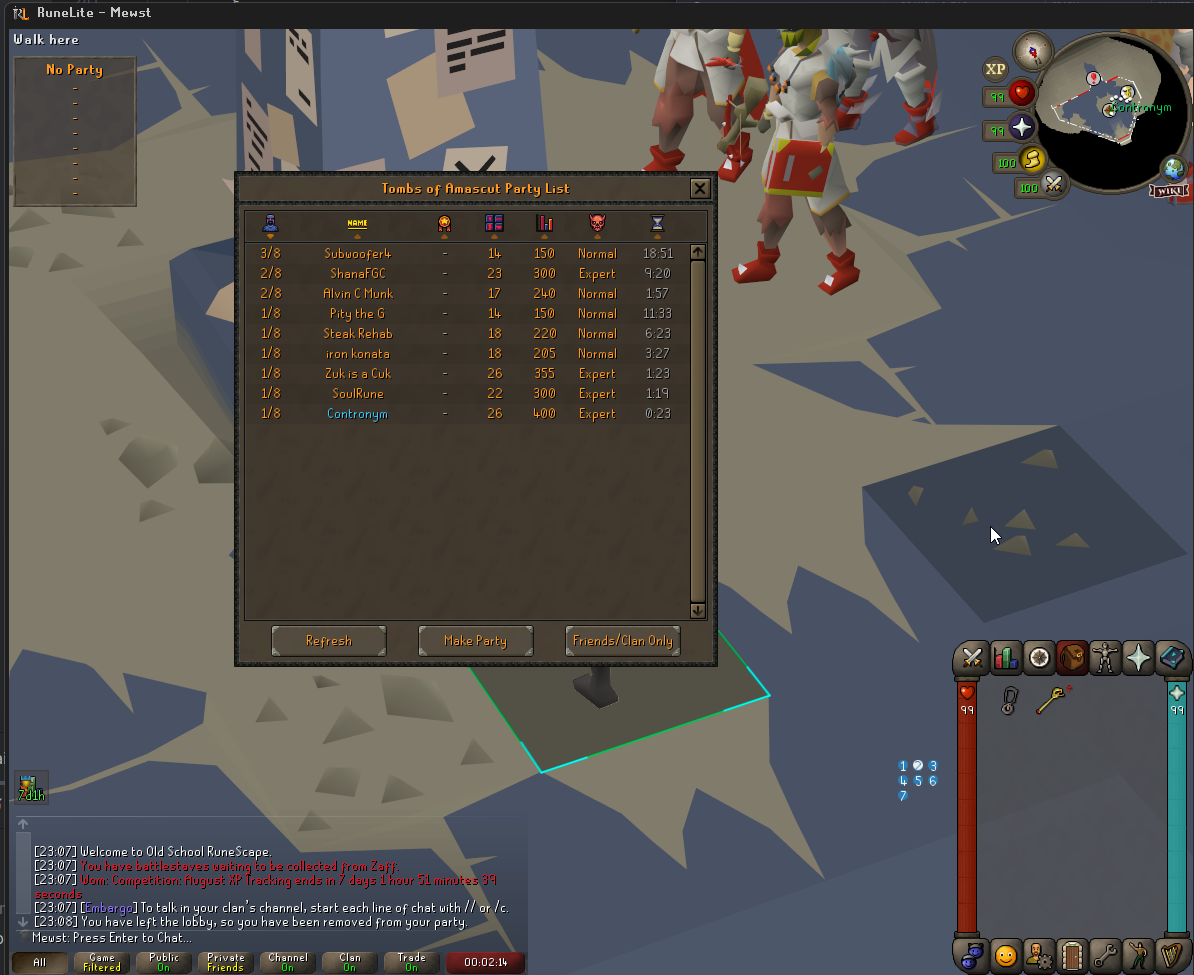 RuneLite - Mewst
Walk here
No Party
-
-
-
-
-
-
-
-
XP
99
99
100
100
Contronym
WIKI
Tombs of Amascut Party List
NAME
3/8 Subwoofer4 - 14 150 Normal 18:51
2/8 ShanaFGC - 23 300 Expert 9:20
2/8 Alvin C Munk - 17 240 Normal 1:57
1/8 Pity the G - 14 150 Normal 11:33
1/8 Steak Rehab - 18 220 Normal 6:23
1/8 iron konata - 18 205 Normal 3:27
1/8 Zuk is a Cuk - 26 355 Expert 1:23
1/8 SoulRune - 22 300 Expert 1:19
1/8 Contronym - 26 400 Expert 0:23
Refresh Make Party Friends/Clan Only
99 99
1 2 3
4 5 6
7
7d1h
[23:07] Welcome to Old School RuneScape.
[23:07] You have battlestaves waiting to be collected from Zaff.
[23:07] Wom: Competition: August XP Tracking ends in 7 days 1 hour 51 minutes 39
seconds
[23:07] [Embargo] To talk in your clan's channel, start each line of chat with // or /c.
[23:08] You have left the lobby, so you have been removed from your party.
Mewst: Press Enter to Chat...
All Game Public Private Channel Clan Trade 00:02:14
Filtered On Friends On On On